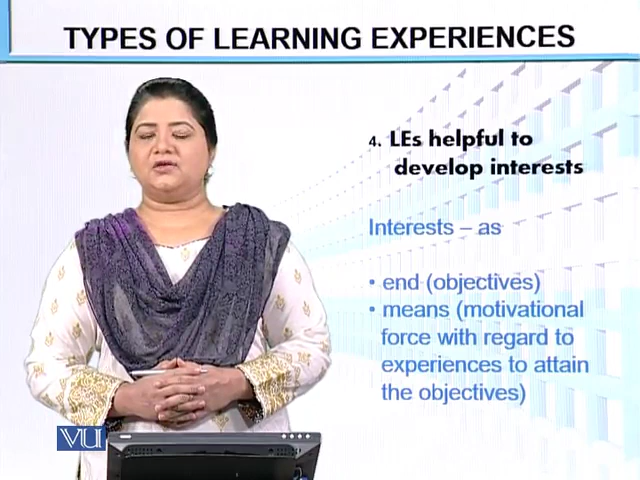 TYPES OF LEARNING EXPERIENCES
4. LEs helpful to
develop interests
Interests – as
• end (objectives)
• means (motivational
force with regard to
experiences to attain
the objectives)
VU